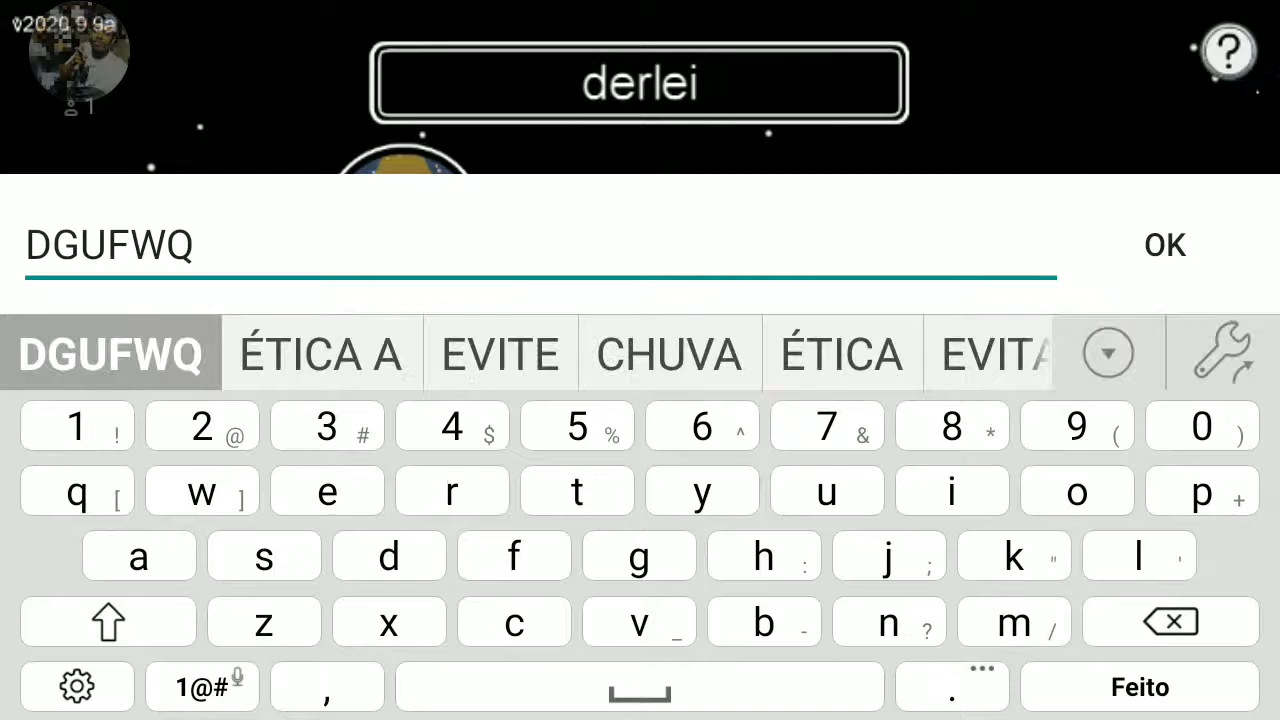 v2020.9.9a
derlei
?
1
DGUFWQ
OK
DGUFWQ ÉTICA A EVITE CHUVA ÉTICA EVITA
1 ! 2 @ 3 # 4 $ 5 % 6 ^ 7 & 8 * 9 ( 0 )
q [ w ] e r t y u i o p +
a s d f g h : j ; k " l '
z x c v _ b - n ? m /
1@# , . ... Feito